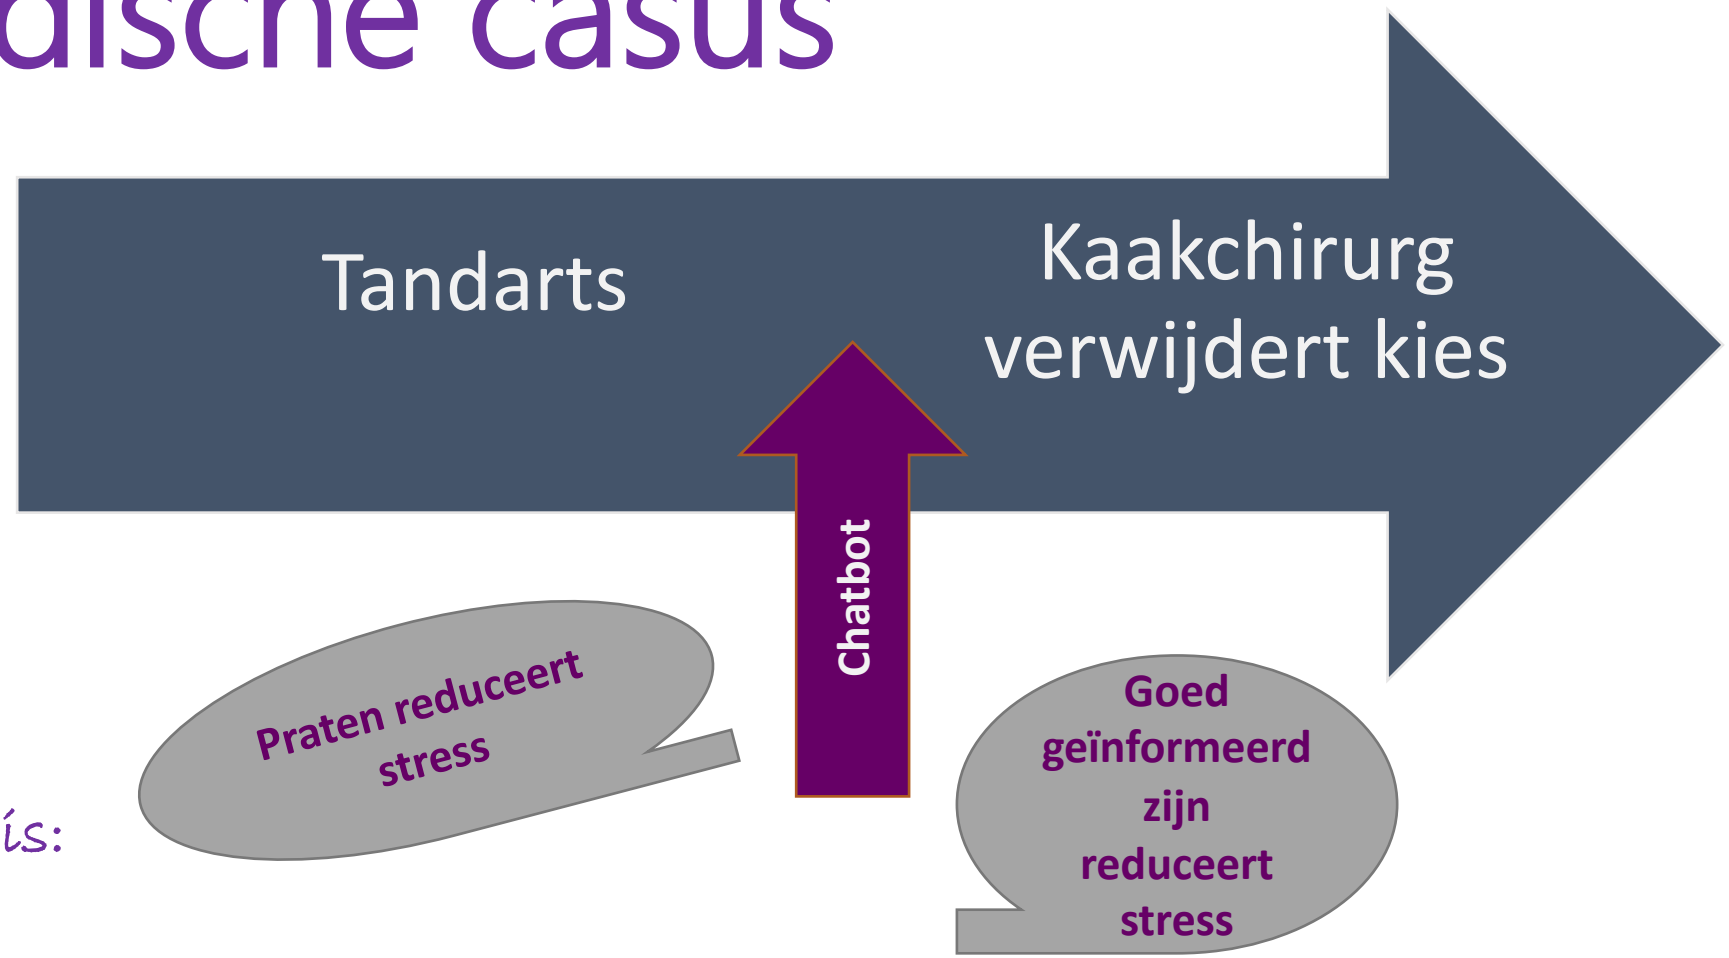 dische casus
Tandarts
Kaakchirurg
verwijdert kies
Chatbot
Praten reduceert
stress
Goed
geïnformeerd
zijn
reduceert
stress
is: